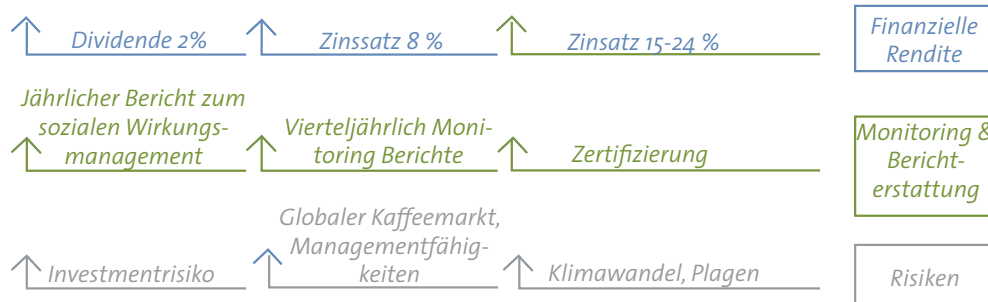 Dividende 2%
Zinssatz 8 %
Zinsatz 15-24 %
Finanzielle
Rendite
Jährlicher Bericht zum
sozialen Wirkungs-
management
Vierteljährlich Moni-
toring Berichte
Zertifizierung
Monitoring &
Bericht-
erstattung
Investmentrisiko
Globaler Kaffeemarkt,
Managementfähig-
keiten
Klimawandel, Plagen
Risiken